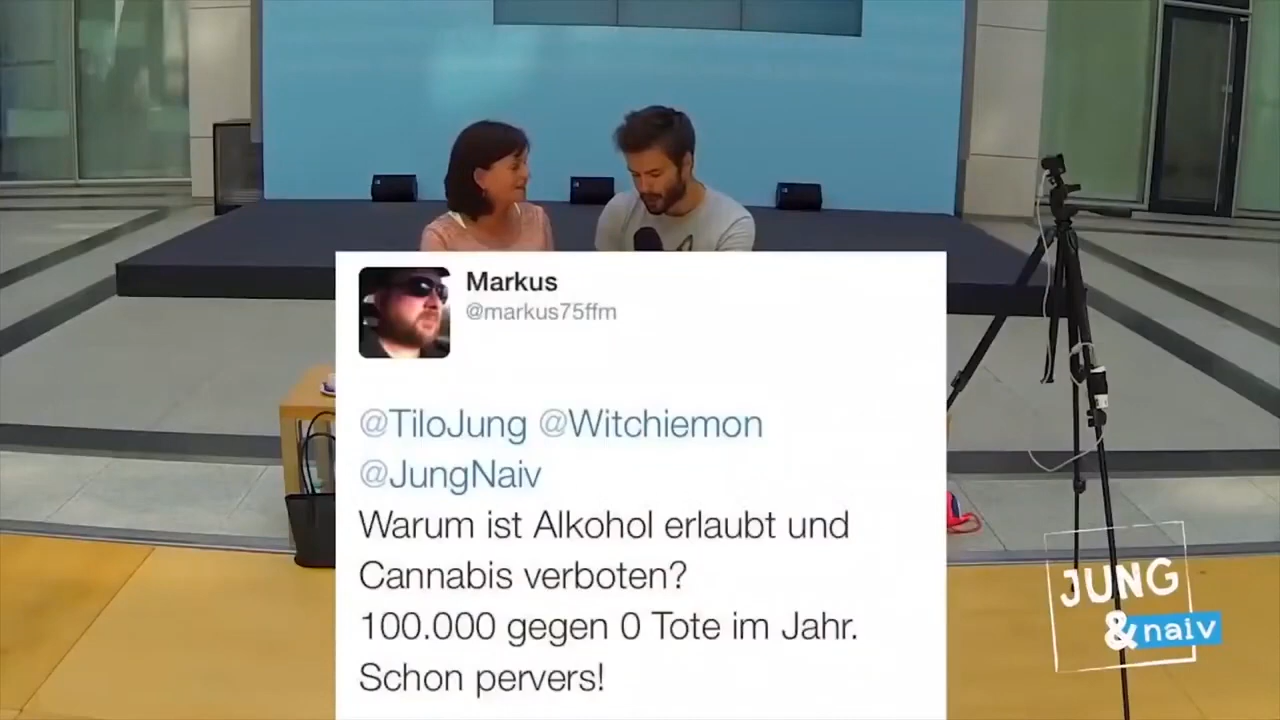 Markus
@markus75ffm
@TiloJung @Witchiemon
@JungNaiv
Warum ist Alkohol erlaubt und
Cannabis verboten?
100.000 gegen 0 Tote im Jahr.
Schon pervers!
JUNG
& naiv